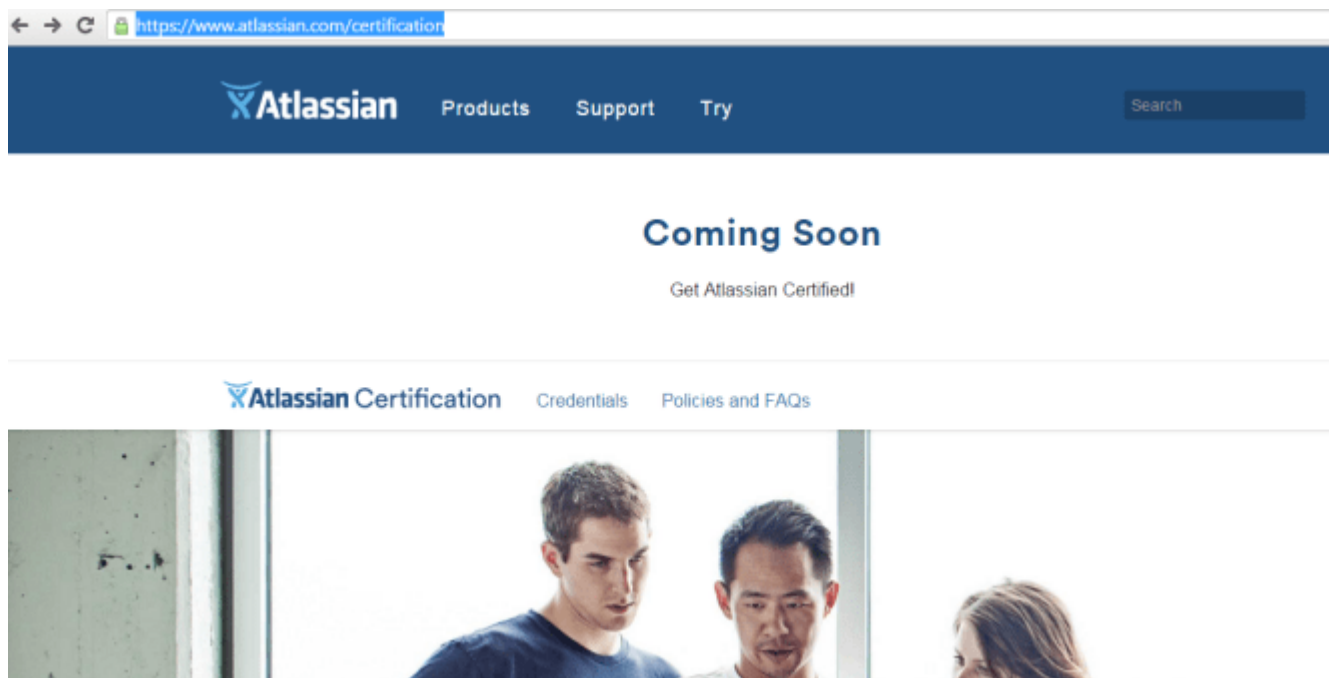 https://www.atlassian.com/certification
Atlassian Products Support Try Search
Coming Soon
Get Atlassian Certified!
Atlassian Certification Credentials Policies and FAQs